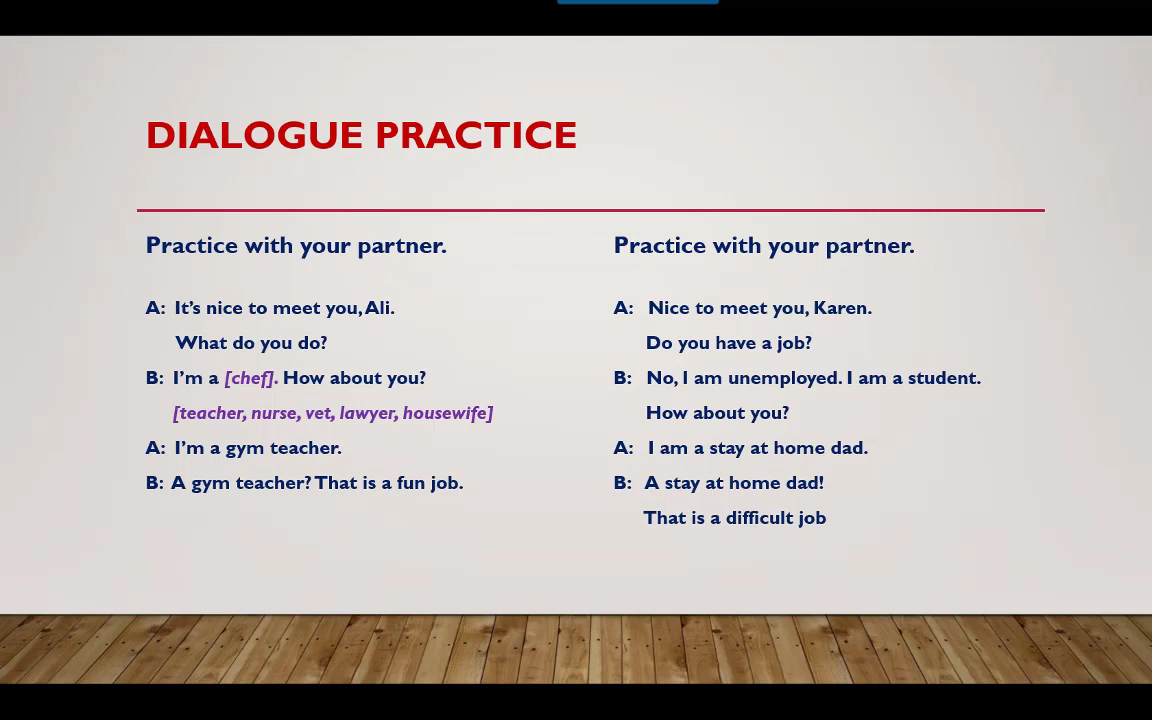 DIALOGUE PRACTICE
Practice with your partner.
A: It's nice to meet you, Ali.
What do you do?
B: I'm a [chef]. How about you?
[teacher, nurse, vet, lawyer, housewife]
A: I'm a gym teacher.
B: A gym teacher? That is a fun job.
Practice with your partner.
A: Nice to meet you, Karen.
Do you have a job?
B: No, I am unemployed. I am a student.
How about you?
A: I am a stay at home dad.
B: A stay at home dad!
That is a difficult job